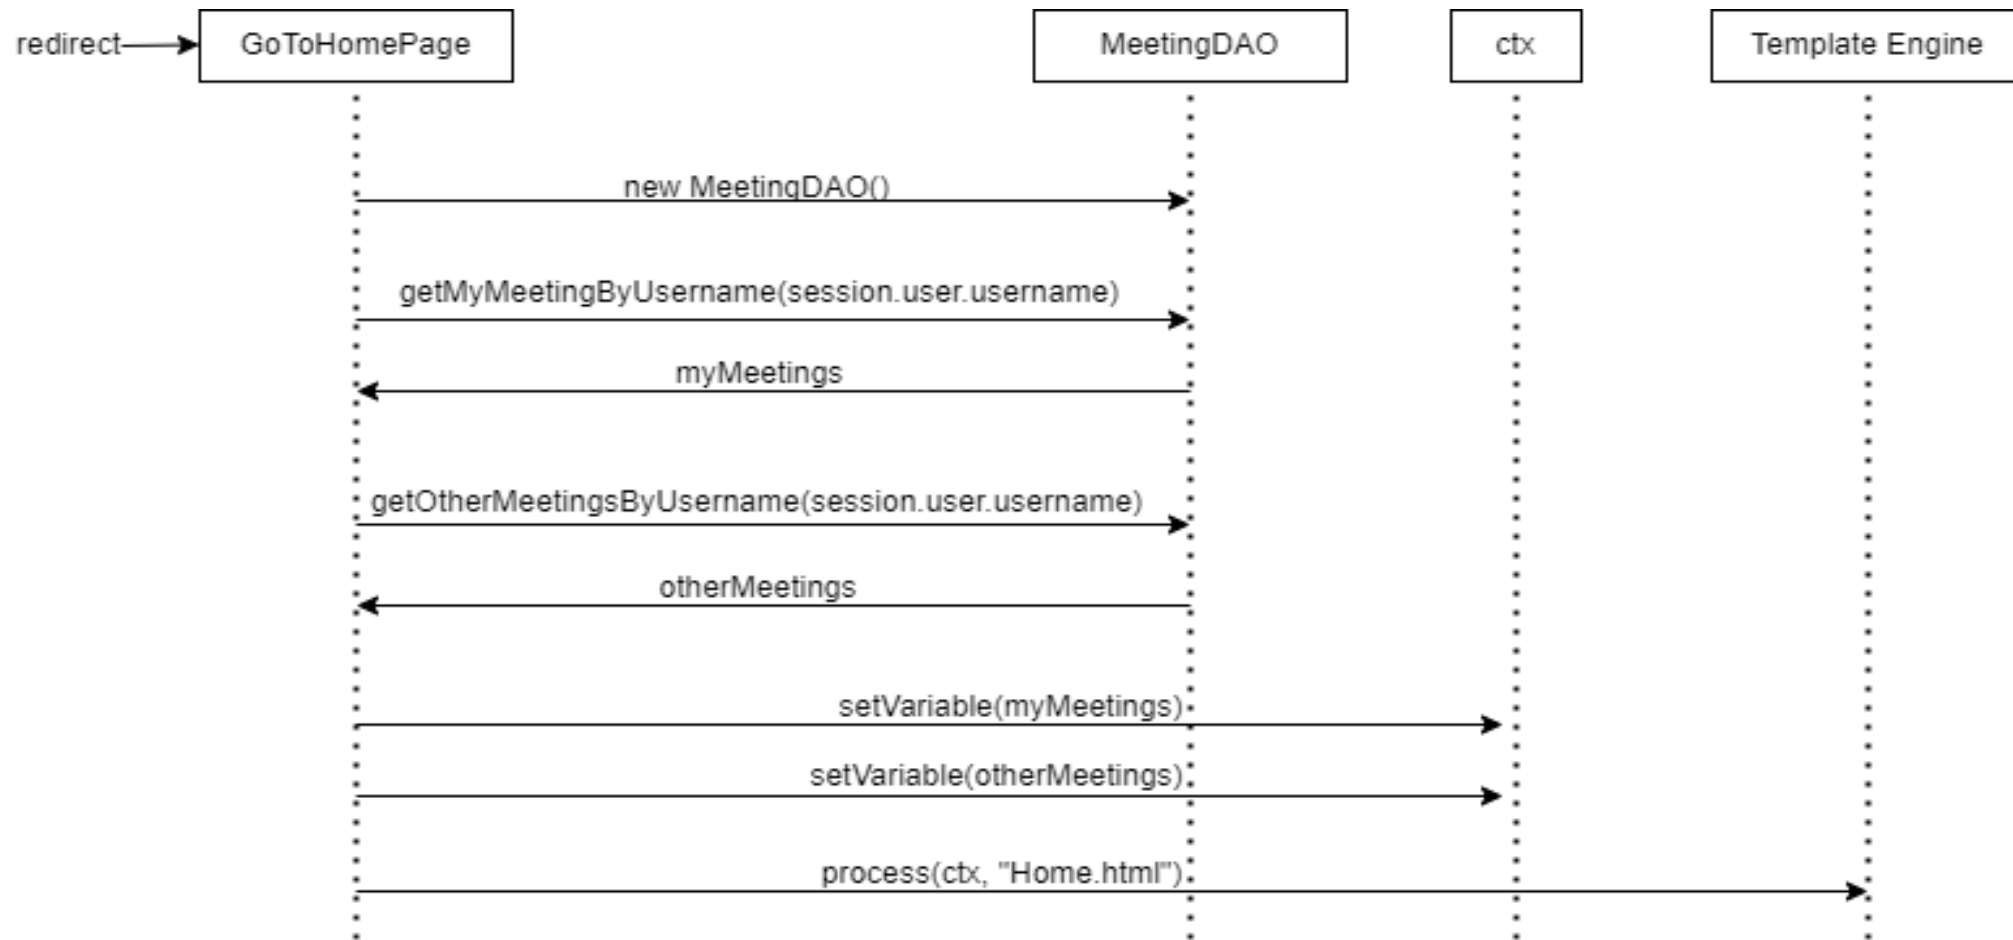 redirect
GoToHomePage
MeetingDAO
ctx
Template Engine
new MeetingDAO()
getMyMeetingByUsername(session.user.username)
myMeetings
getOtherMeetingsByUsername(session.user.username)
otherMeetings
setVariable(myMeetings)
setVariable(otherMeetings)
process(ctx, "Home.html")